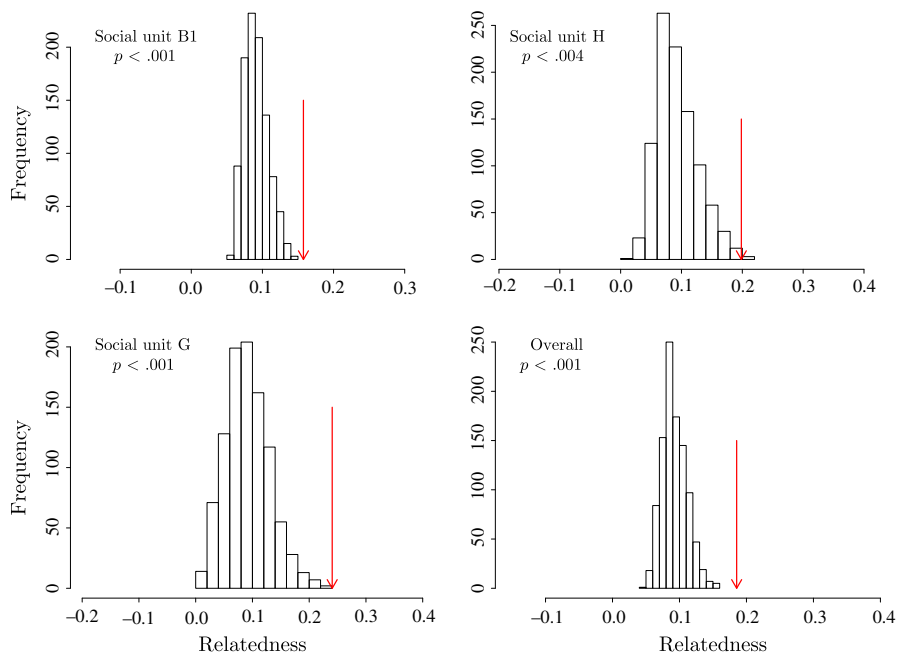 Social unit B1
p < .001
Frequency
0 50 100 150 200
−0.1 0.0 0.1 0.2 0.3
Social unit H
p < .004
0 50 100 150 200 250
−0.2 −0.1 0.0 0.1 0.2 0.3 0.4
Social unit G
p < .001
Frequency
0 50 100 150 200
−0.2 −0.1 0.0 0.1 0.2 0.3 0.4
Relatedness
Overall
p < .001
0 50 100 150 200 250
−0.1 0.0 0.1 0.2 0.3 0.4
Relatedness